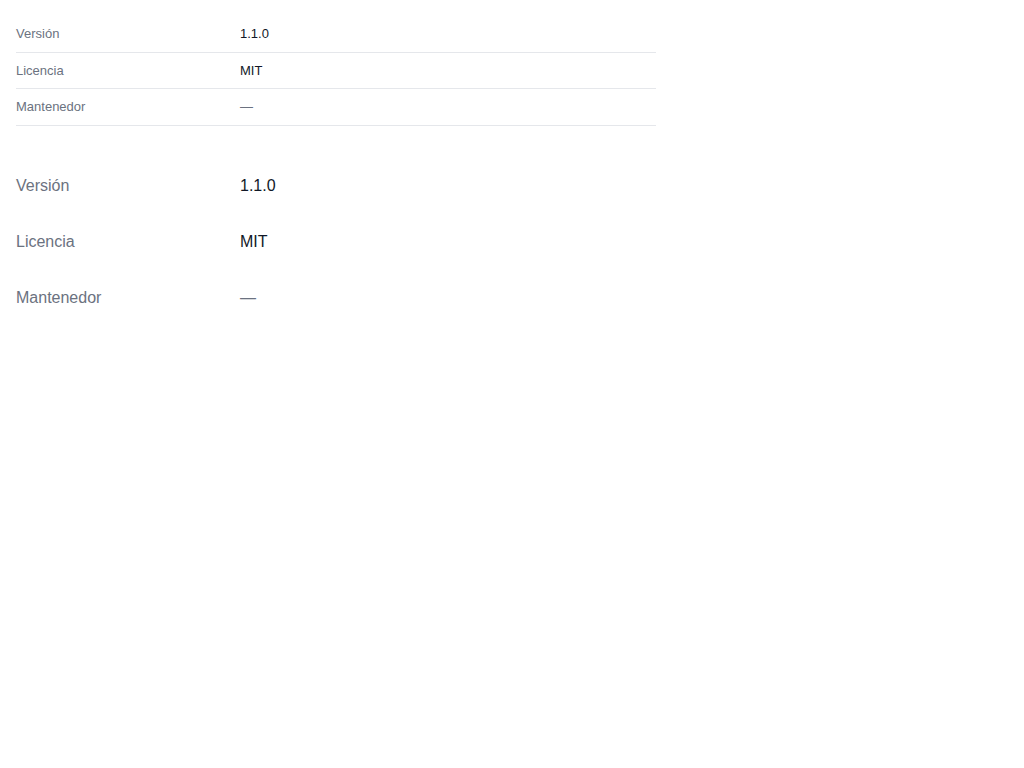 Versión 1.1.0
Licencia MIT
Mantenedor —
Versión 1.1.0
Licencia MIT
Mantenedor —